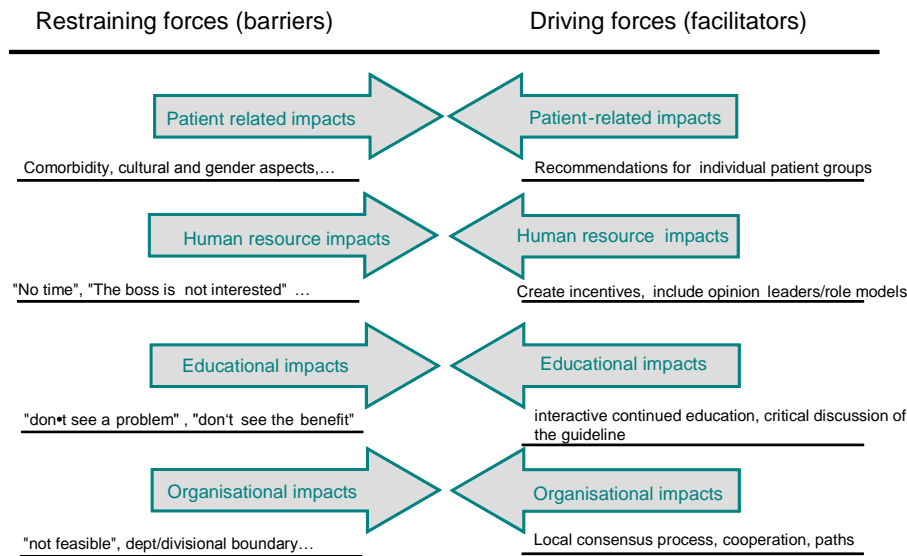 Restraining forces (barriers)
Driving forces (facilitators)
Patient related impacts
Patient-related impacts
Comorbidity, cultural and gender aspects,…
Recommendations for individual patient groups
Human resource impacts
Human resource impacts
"No time", "The boss is not interested" …
Create incentives, include opinion leaders/role models
Educational impacts
Educational impacts
"don•t see a problem" , "don‘t see the benefit"
interactive continued education, critical discussion of
the guideline
Organisational impacts
Organisational impacts
"not feasible", dept/divisional boundary…
Local consensus process, cooperation, paths